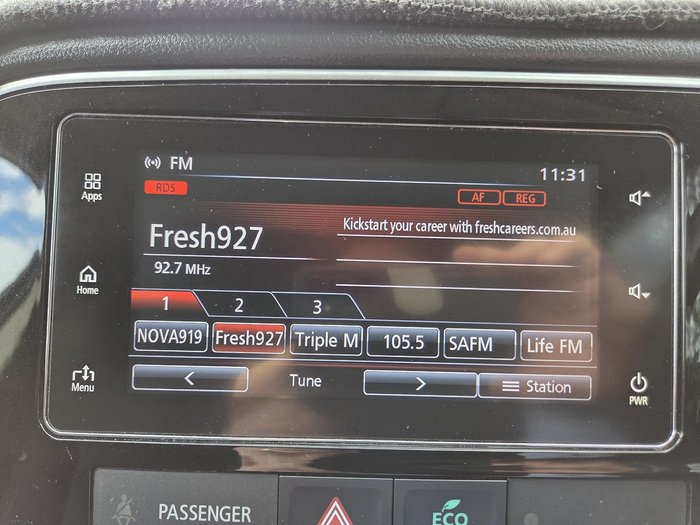 FM
11:31
RDS
AF REG
Apps
Kickstart your career with freshcareers.com.au
Fresh927
92.7 MHz
Home
1 2 3
NOVA919 Fresh927 Triple M 105.5 SAFM Life FM
< Tune > Station
Menu
PWR
PASSENGER
ECO